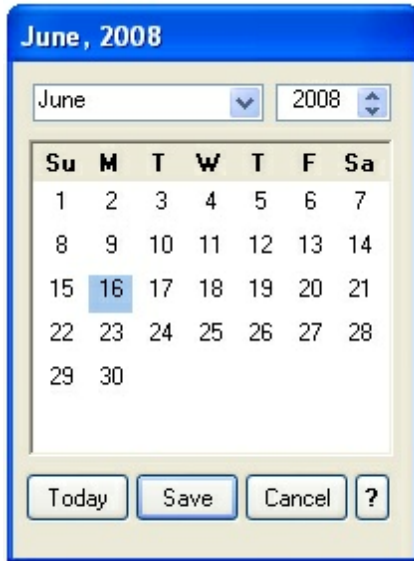 June, 2008
June 2008
Su M T W T F Sa
1 2 3 4 5 6 7
8 9 10 11 12 13 14
15 16 17 18 19 20 21
22 23 24 25 26 27 28
29 30
Today Save Cancel ?